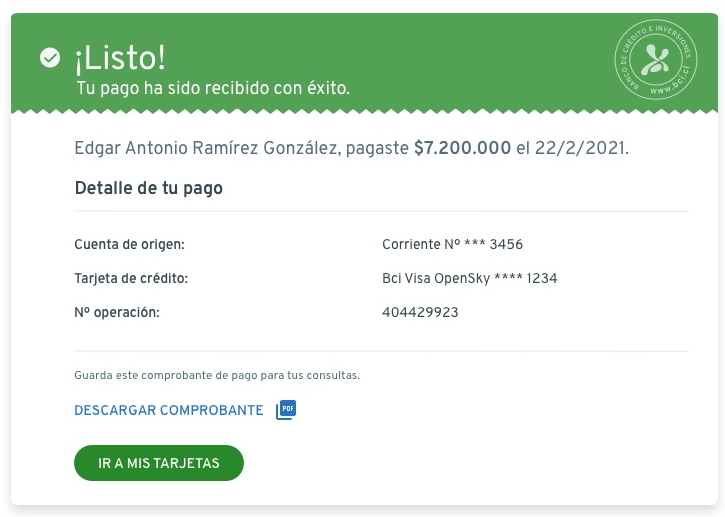 ¡Listo!
Tu pago ha sido recibido con éxito.
BANCO DE CRÉDITO E INVERSIONES
www.bci.cl
Edgar Antonio Ramírez González, pagaste $7.200.000 el 22/2/2021.
Detalle de tu pago
Cuenta de origen: Corriente Nº *** 3456
Tarjeta de crédito: Bci Visa OpenSky **** 1234
Nº operación: 404429923
Guarda este comprobante de pago para tus consultas.
DESCARGAR COMPROBANTE PDF
IR A MIS TARJETAS